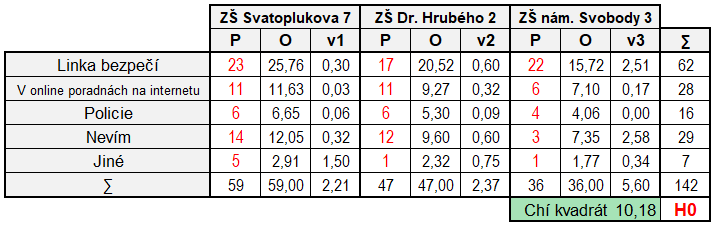 ZŠ Svatoplukova 7 ZŠ Dr. Hrubého 2 ZŠ nám. Svobody 3
P O v1 P O v2 P O v3 ∑
Linka bezpečí 23 25,76 0,30 17 20,52 0,60 22 15,72 2,51 62
V online poradnách na internetu 11 11,63 0,03 11 9,27 0,32 6 7,10 0,17 28
Policie 6 6,65 0,06 6 5,30 0,09 4 4,06 0,00 16
Nevím 14 12,05 0,32 12 9,60 0,60 3 7,35 2,58 29
Jiné 5 2,91 1,50 1 2,32 0,75 1 1,77 0,34 7
∑ 59 59,00 2,21 47 47,00 2,37 36 36,00 5,60 142
Chí kvadrát 10,18 H0